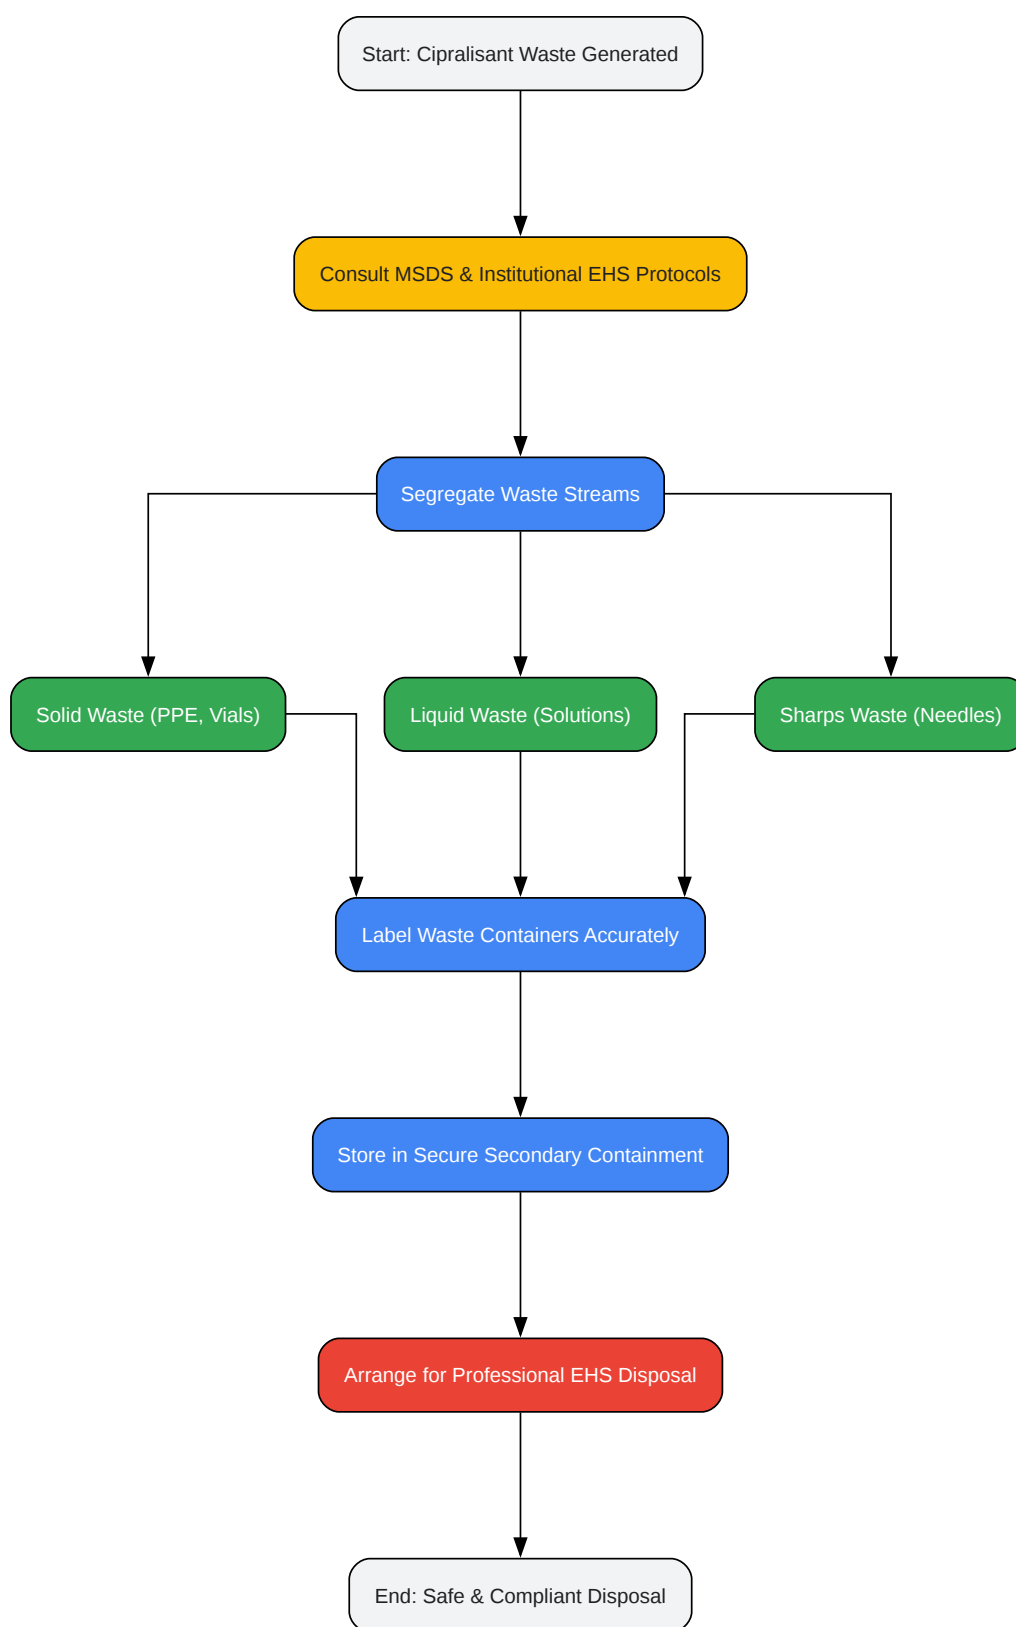 Start: Cipralisant Waste Generated
Consult MSDS & Institutional EHS Protocols
Segregate Waste Streams
Solid Waste (PPE, Vials)
Liquid Waste (Solutions)
Sharps Waste (Needles)
Label Waste Containers Accurately
Store in Secure Secondary Containment
Arrange for Professional EHS Disposal
End: Safe & Compliant Disposal